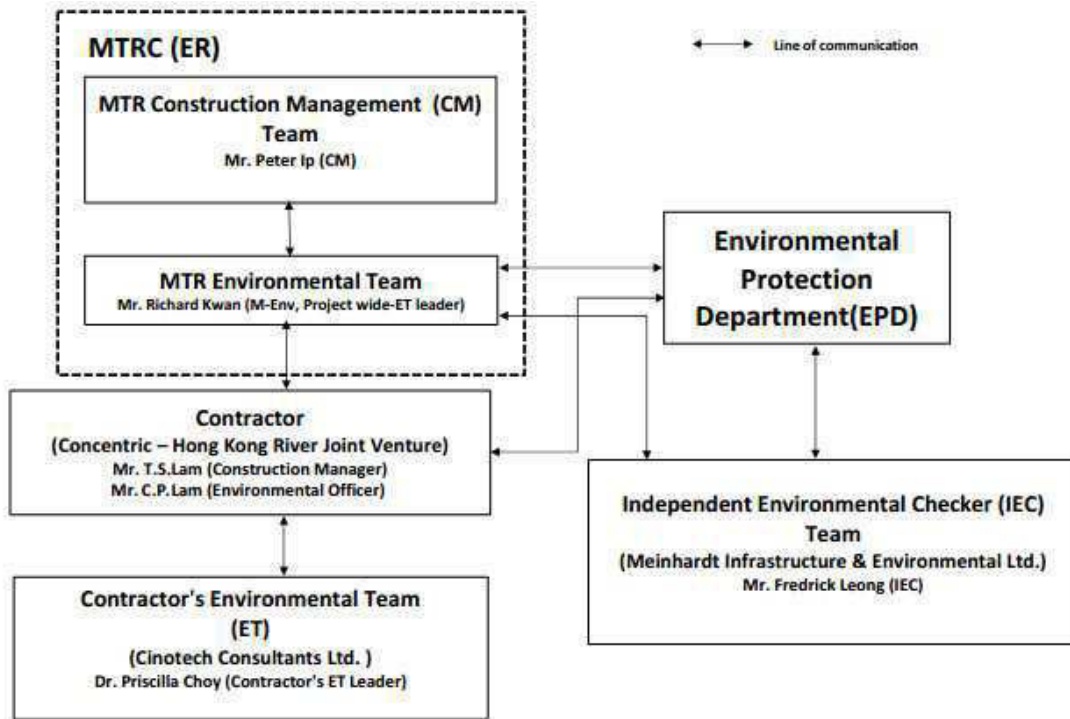 MTRC (ER)
Line of communication
MTR Construction Management (CM)
Team
Mr. Peter Ip (CM)
MTR Environmental Team
Mr. Richard Kwan (M-Env, Project wide-ET leader)
Environmental
Protection
Department(EPD)
Contractor
(Concentric – Hong Kong River Joint Venture)
Mr. T.S.Lam (Construction Manager)
Mr. C.P.Lam (Environmental Officer)
Independent Environmental Checker (IEC)
Team
(Meinhardt Infrastructure & Environmental Ltd.)
Mr. Fredrick Leong (IEC)
Contractor's Environmental Team
(ET)
(Cinotech Consultants Ltd. )
Dr. Priscilla Choy (Contractor's ET Leader)